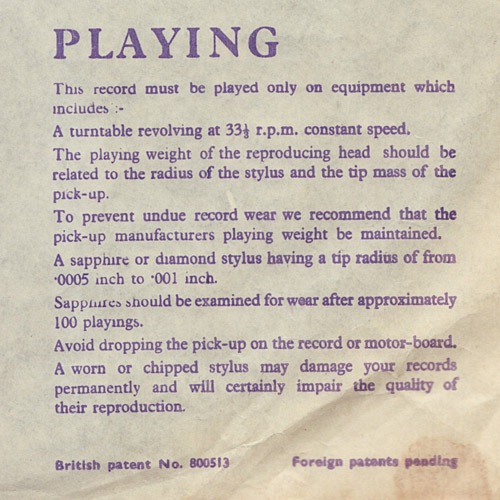 PLAYING
This record must be played only on equipment which
includes :-
A turntable revolving at 33⅓ r.p.m. constant speed.
The playing weight of the reproducing head should be
related to the radius of the stylus and the tip mass of the
pick-up.
To prevent undue record wear we recommend that the
pick-up manufacturers playing weight be maintained.
A sapphire or diamond stylus having a tip radius of from
·0005 inch to ·001 inch.
Sapphires should be examined for wear after approximately
100 playings.
Avoid dropping the pick-up on the record or motor-board.
A worn or chipped stylus may damage your records
permanently and will certainly impair the quality of
their reproduction.
British patent No. 800513 Foreign patents pending